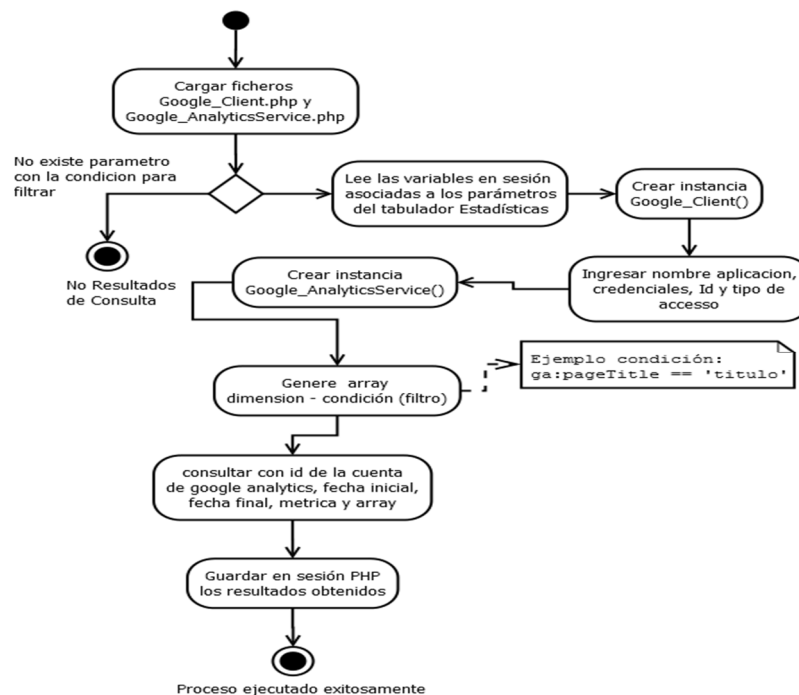 Cargar ficheros
Google_Client.php y
Google_AnalyticsService.php
No existe parametro
con la condicion para
filtrar
Lee las variables en sesión
asociadas a los parámetros
del tabulador Estadísticas
Crear instancia
Google_Client()
No Resultados
de Consulta
Crear instancia
Google_AnalyticsService()
Ingresar nombre aplicacion,
credenciales, Id y tipo de
accesso
Ejemplo condición:
ga:pageTitle == 'titulo'
Genere array
dimension - condición (filtro)
consultar con id de la cuenta
de google analytics, fecha inicial,
fecha final, metrica y array
Guardar en sesión PHP
los resultados obtenidos
Proceso ejecutado exitosamente